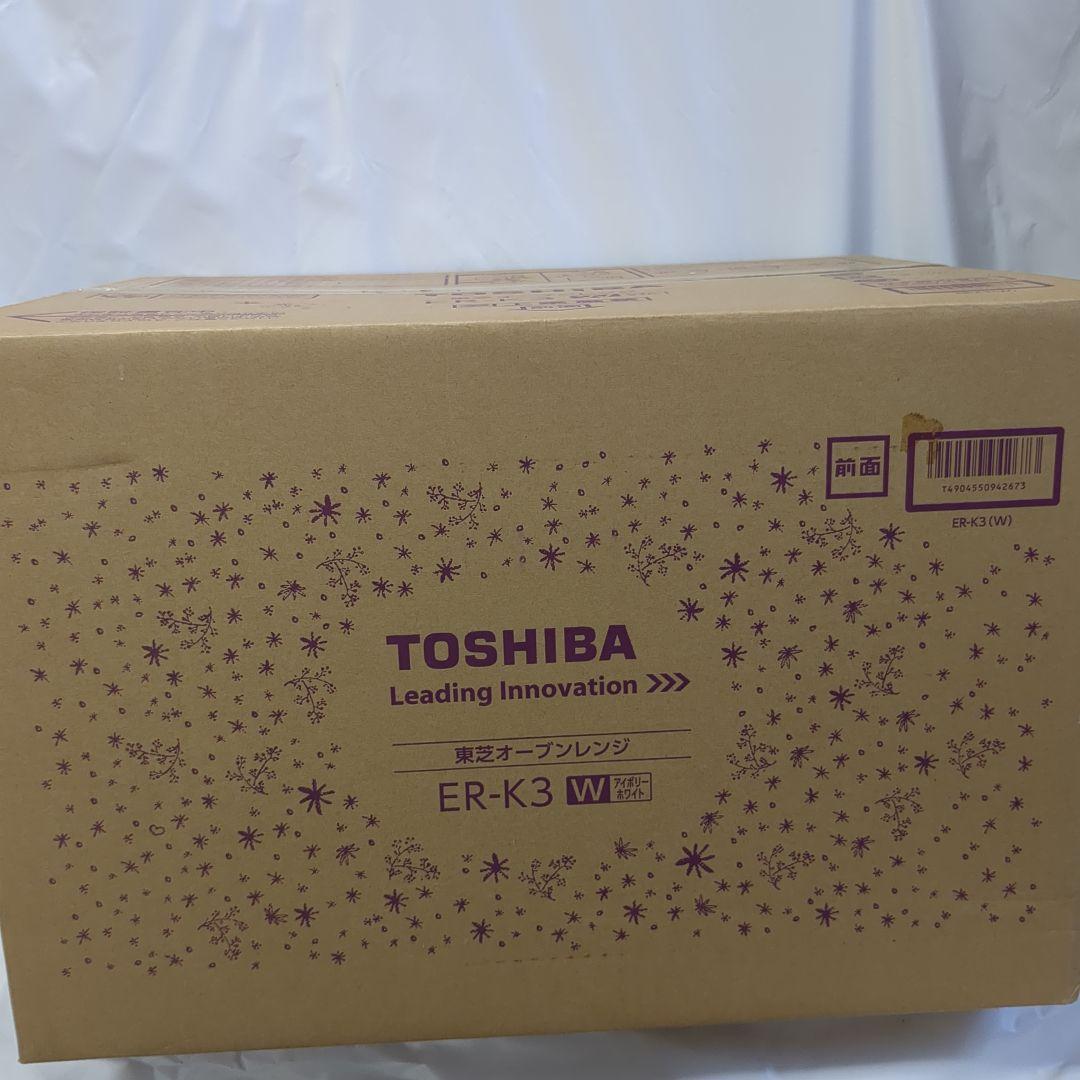 前面
T4904550942673
ER-K3(W)
TOSHIBA
Leading Innovation >>>
東芝オーブンレンジ
ER-K3 W アイボリー
ホワイト